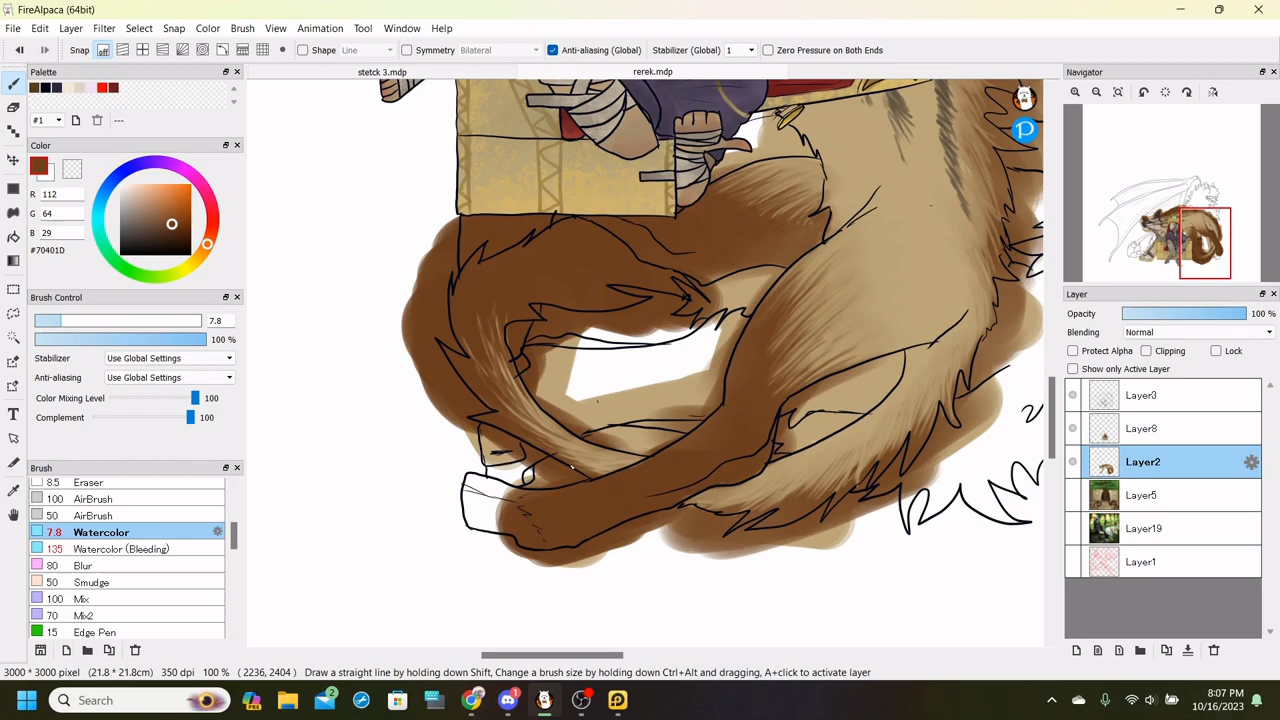 FireAlpaca (64bit)
File Edit Layer Filter Select Snap Color Brush View Animation Tool Window Help
Snap off Shape Line Symmetry Bilateral Anti-aliasing (Global) Stabilizer (Global) 1 Zero Pressure on Both Ends
Palette
#1 ---
Color
R 112
G 64
B 29
#70401D
Brush Control
7.8
100 %
Stabilizer Use Global Settings
Anti-aliasing Use Global Settings
Color Mixing Level 100
Complement 100
Brush
8.5 Eraser
100 AirBrush
50 AirBrush
7.8 Watercolor
135 Watercolor (Bleeding)
80 Blur
50 Smudge
100 Mix
70 Mix2
15 Edge Pen
stetck 3.mdp rerek.mdp
Navigator
P
Layer
Opacity 100 %
Blending Normal
Protect Alpha Clipping Lock
Show only Active Layer
Layer3
Layer8
Layer2
Layer5
Layer19
Layer1
3000 * 3000 pixel (21.8 * 21.8cm) 350 dpi 100 % (2236, 2404) Draw a straight line by holding down Shift, Change a brush size by holding down Ctrl+Alt and dragging, A+click to activate layer
Search
PRE
2
1
8:07 PM
10/16/2023